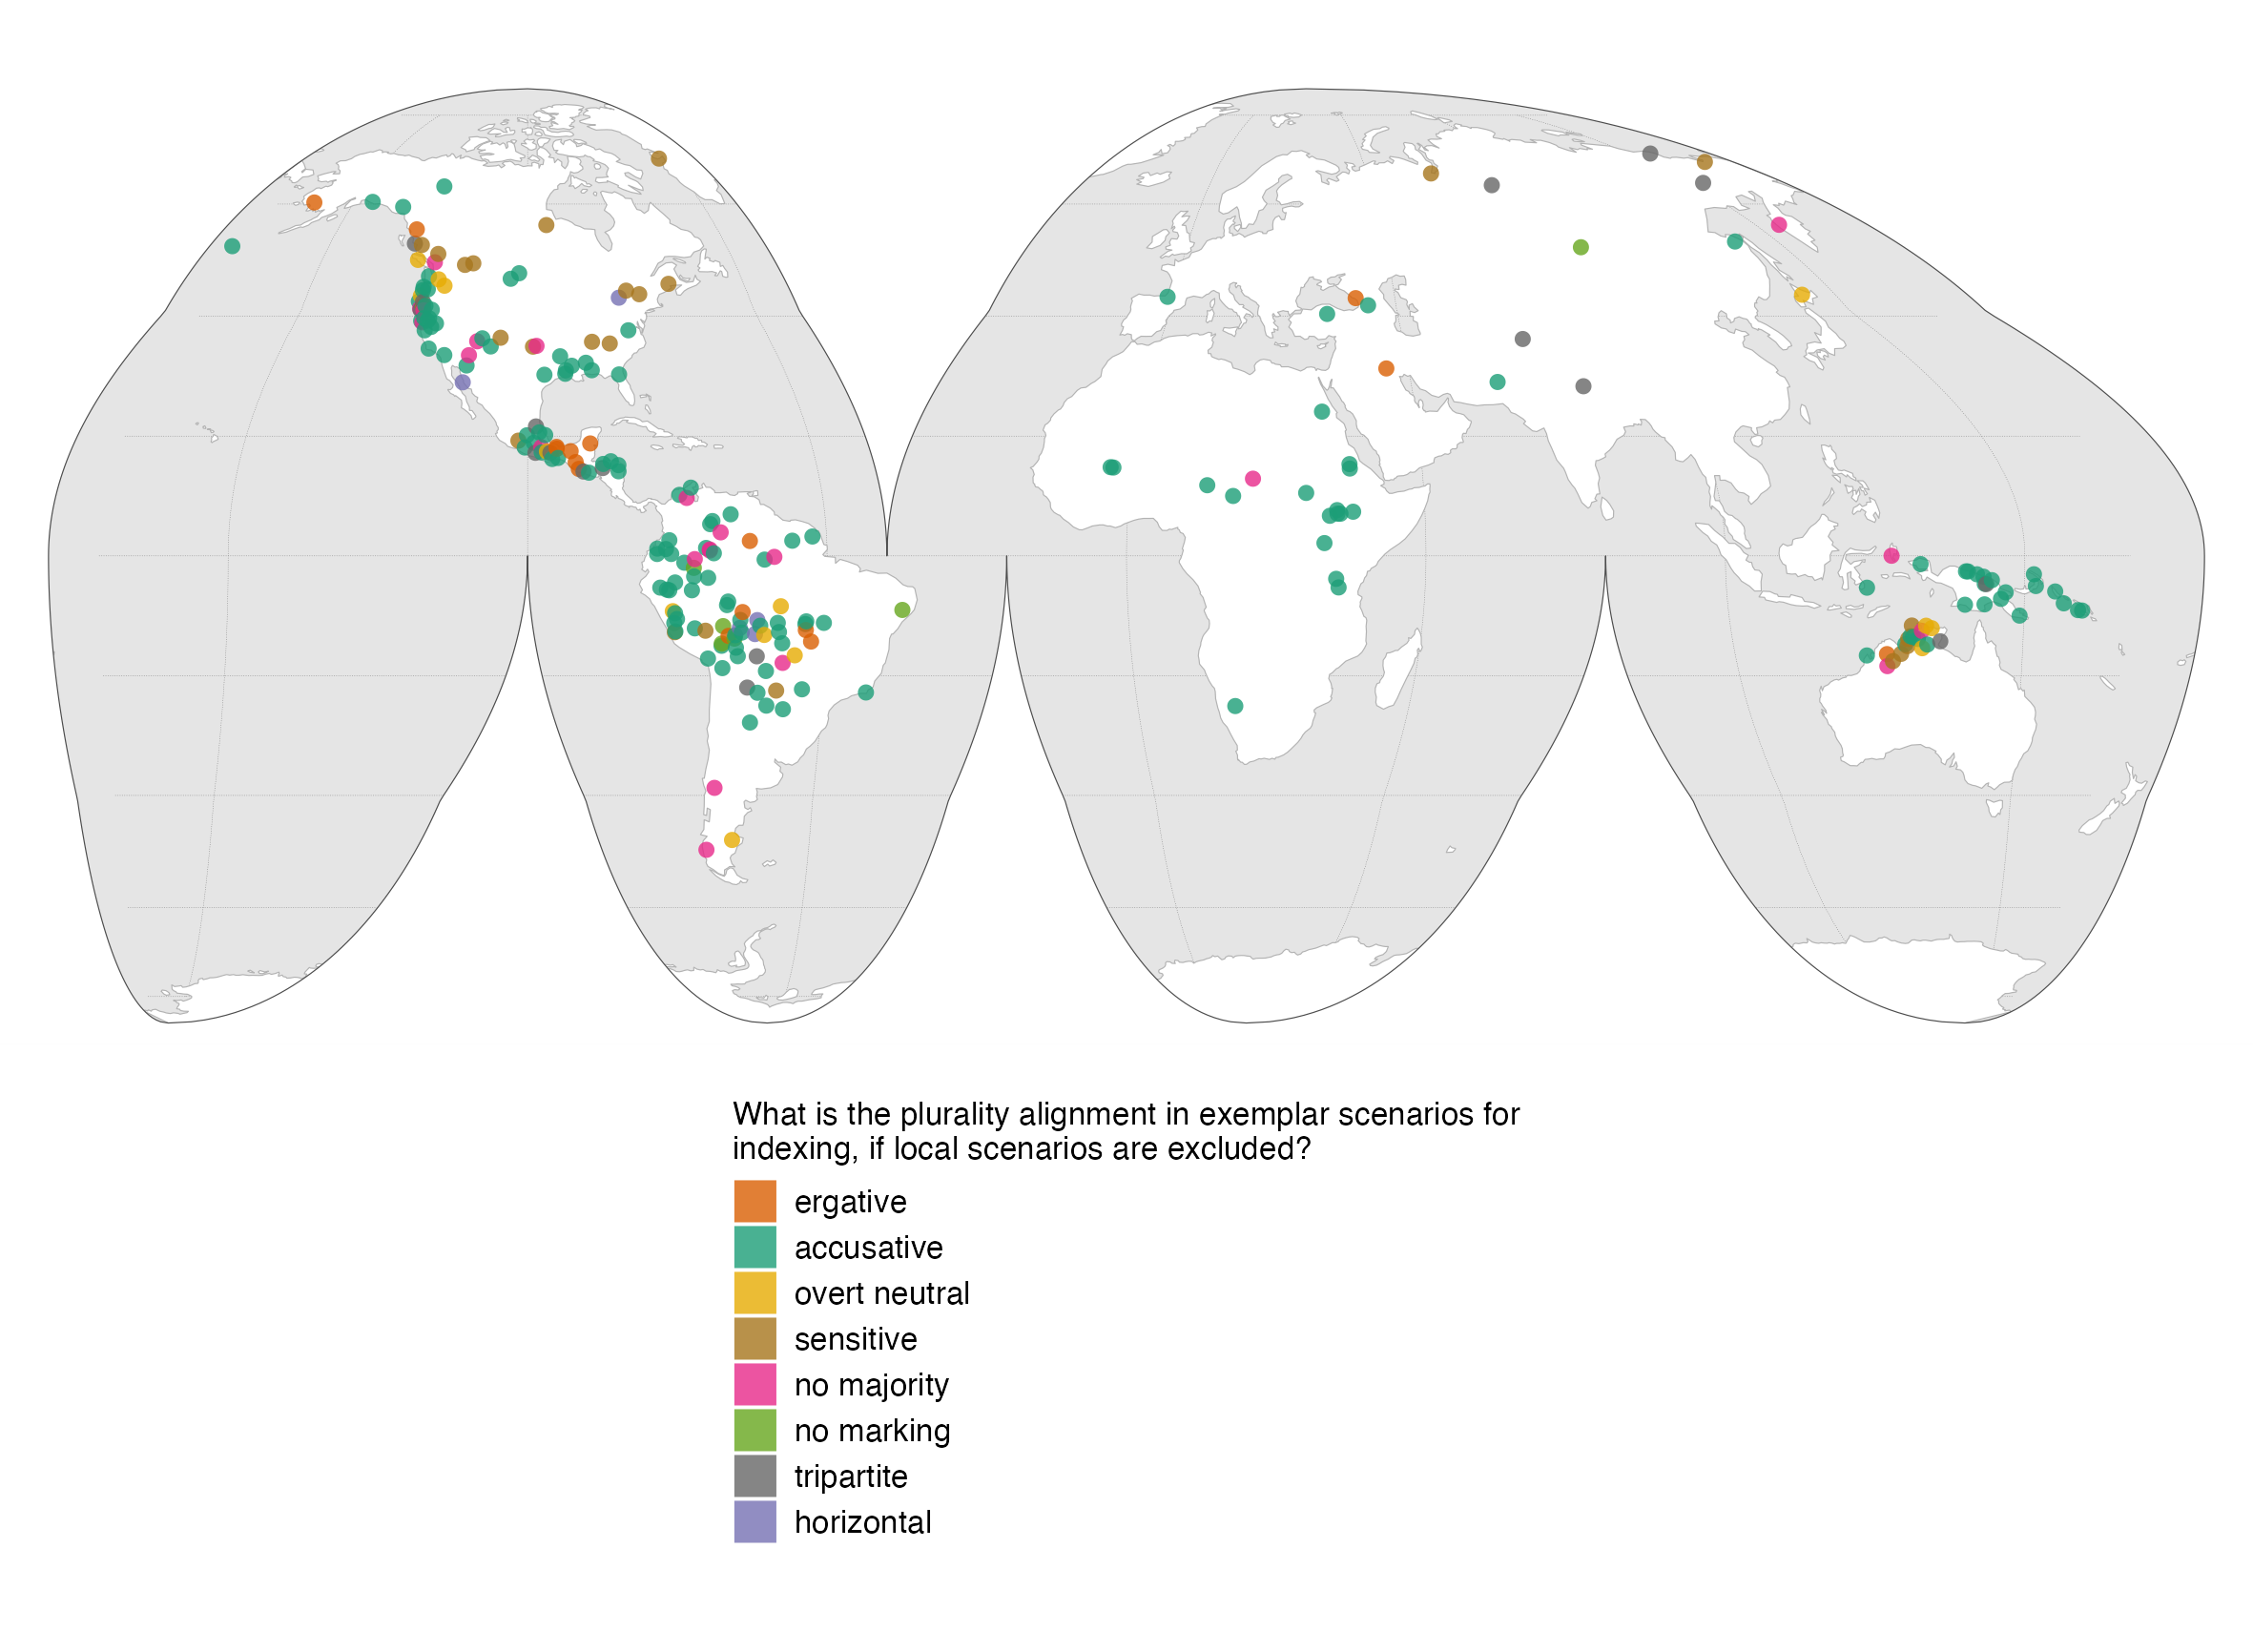 What is the plurality alignment in exemplar scenarios for
indexing, if local scenarios are excluded?
ergative
accusative
overt neutral
sensitive
no majority
no marking
tripartite
horizontal